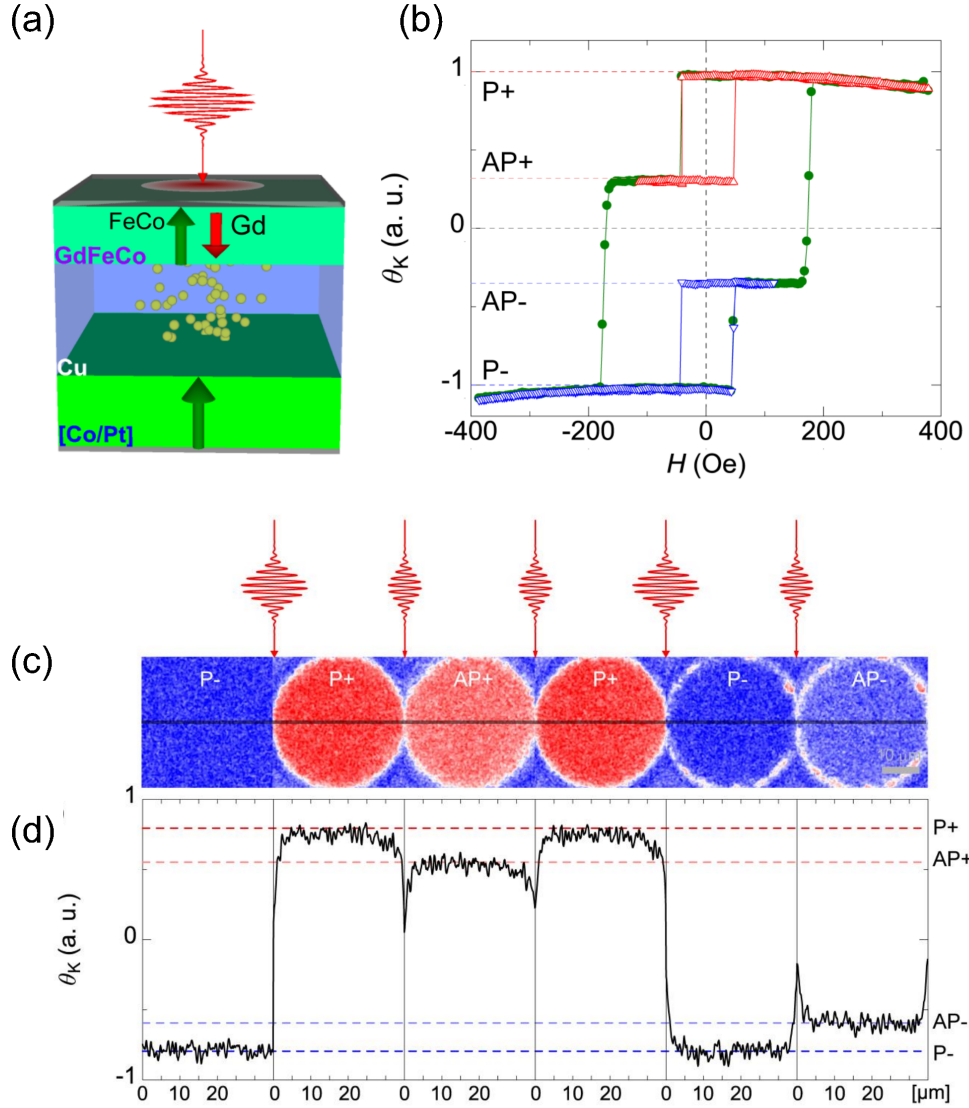 (a)
FeCo
Gd
GdFeCo
Cu
[Co/Pt]
(b)
1
0
-1
θK (a. u.)
P+
AP+
AP-
P-
-400
-200
0
200
400
H (Oe)
(c)
P-
P+
AP+
P+
P-
AP-
(d)
1
0
-1
θK (a. u.)
P+
AP+
AP-
P-
0 10 20 0 10 20 0 10 20 0 10 20 0 10 20 0 10 20 [μm]